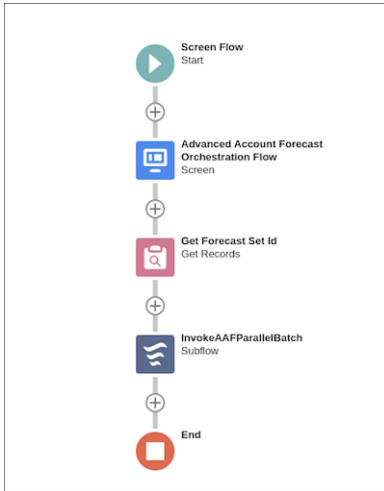 Screen Flow
Start
Advanced Account Forecast
Orchestration Flow
Screen
Get Forecast Set Id
Get Records
InvokeAAFParallelBatch
Subflow
End